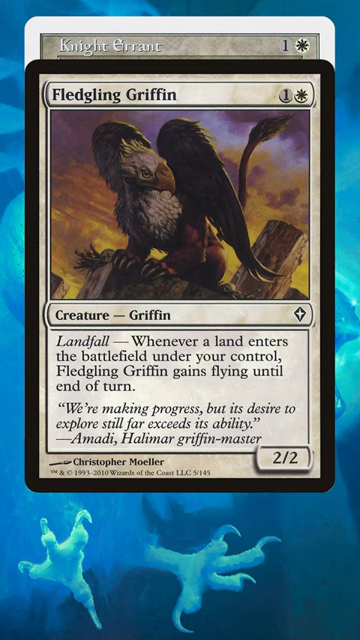 Knight Errant 1
Fledgling Griffin 1
Creature — Griffin
Landfall — Whenever a land enters
the battlefield under your control,
Fledgling Griffin gains flying until
end of turn.
“We’re making progress, but its desire to
explore still far exceeds its ability.”
—Amadi, Halimar griffin-master
2/2
Christopher Moeller
™ & © 1993–2010 Wizards of the Coast LLC 5/145